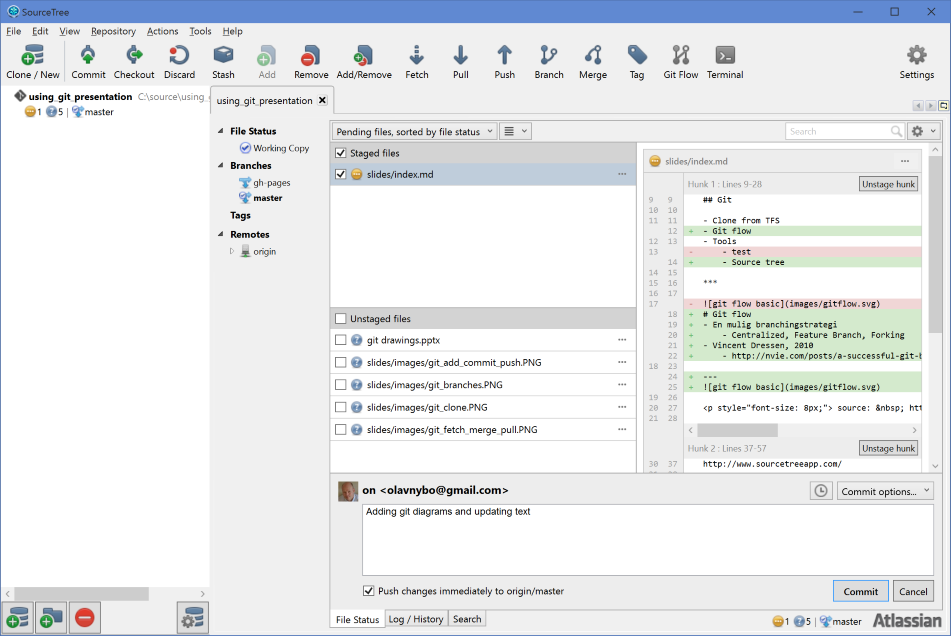 SourceTree
File Edit View Repository Actions Tools Help
Clone / New Commit Checkout Discard Stash Add Remove Add/Remove Fetch Pull Push Branch Merge Tag Git Flow Terminal Settings
using_git_presentation C:\source\using_
1 5 master
using_git_presentation
File Status
Working Copy
Branches
gh-pages
master
Tags
Remotes
origin
Pending files, sorted by file status
Search
Staged files
slides/index.md
Unstaged files
git drawings.pptx
slides/images/git_add_commit_push.PNG
slides/images/git_branches.PNG
slides/images/git_clone.PNG
slides/images/git_fetch_merge_pull.PNG
slides/index.md
Hunk 1 : Lines 9-28 Unstage hunk
9 9 ## Git
10 10
11 11 - Clone from TFS
12 + - Git flow
12 13 - Tools
13 - - test
14 + - Source tree
14 15
15 16 ***
16 17
17 - ![git flow basic](images/gitflow.svg)
18 + # Git flow
19 + - En mulig branchingstrategi
20 + - Centralized, Feature Branch, Forking
21 + - Vincent Dressen, 2010
22 + - http://nvie.com/posts/a-successful-git-b
18 23
24 + ---
25 + ![git flow basic](images/gitflow.svg)
19 26
20 27 <p style="font-size: 8px;"> source: &nbsp; htt
21 28
Hunk 2 : Lines 37-57 Unstage hunk
30 37 http://www.sourcetreeapp.com/
on <olavnybo@gmail.com>
Commit options...
Adding git diagrams and updating text
Push changes immediately to origin/master
Commit Cancel
File Status Log / History Search
1 5 master Atlassian